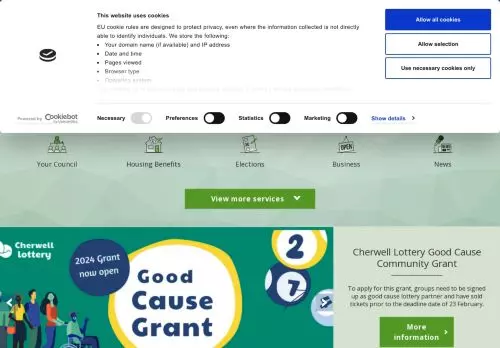 This website uses cookies
EU cookie rules are designed to protect privacy, even where the information collected is not directly
able to identify individuals. We store the following:
• Your domain name (if available) and IP address
• Date and time
• Pages viewed
• Browser type
• Operating system
Allow all cookies
Allow selection
Use necessary cookies only
Powered by Cookiebot
by Usercentrics
Necessary
Preferences
Statistics
Marketing
Show details
Your Council
Housing Benefits
Elections
Business
News
View more services
Cherwell
lottery
2024 Grant
now open
Good
Cause
Grant
2
7
Cherwell Lottery Good Cause
Community Grant
To apply for this grant, groups need to be signed
up as good cause lottery partner and have sold
tickets prior to the deadline date of 23 February.
More
information